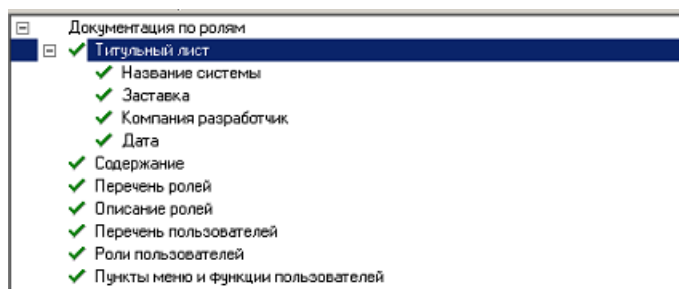 Документация по ролям
Титульный лист
Название системы
Заставка
Компания разработчик
Дата
Содержание
Перечень ролей
Описание ролей
Перечень пользователей
Роли пользователей
Пункты меню и функции пользователей